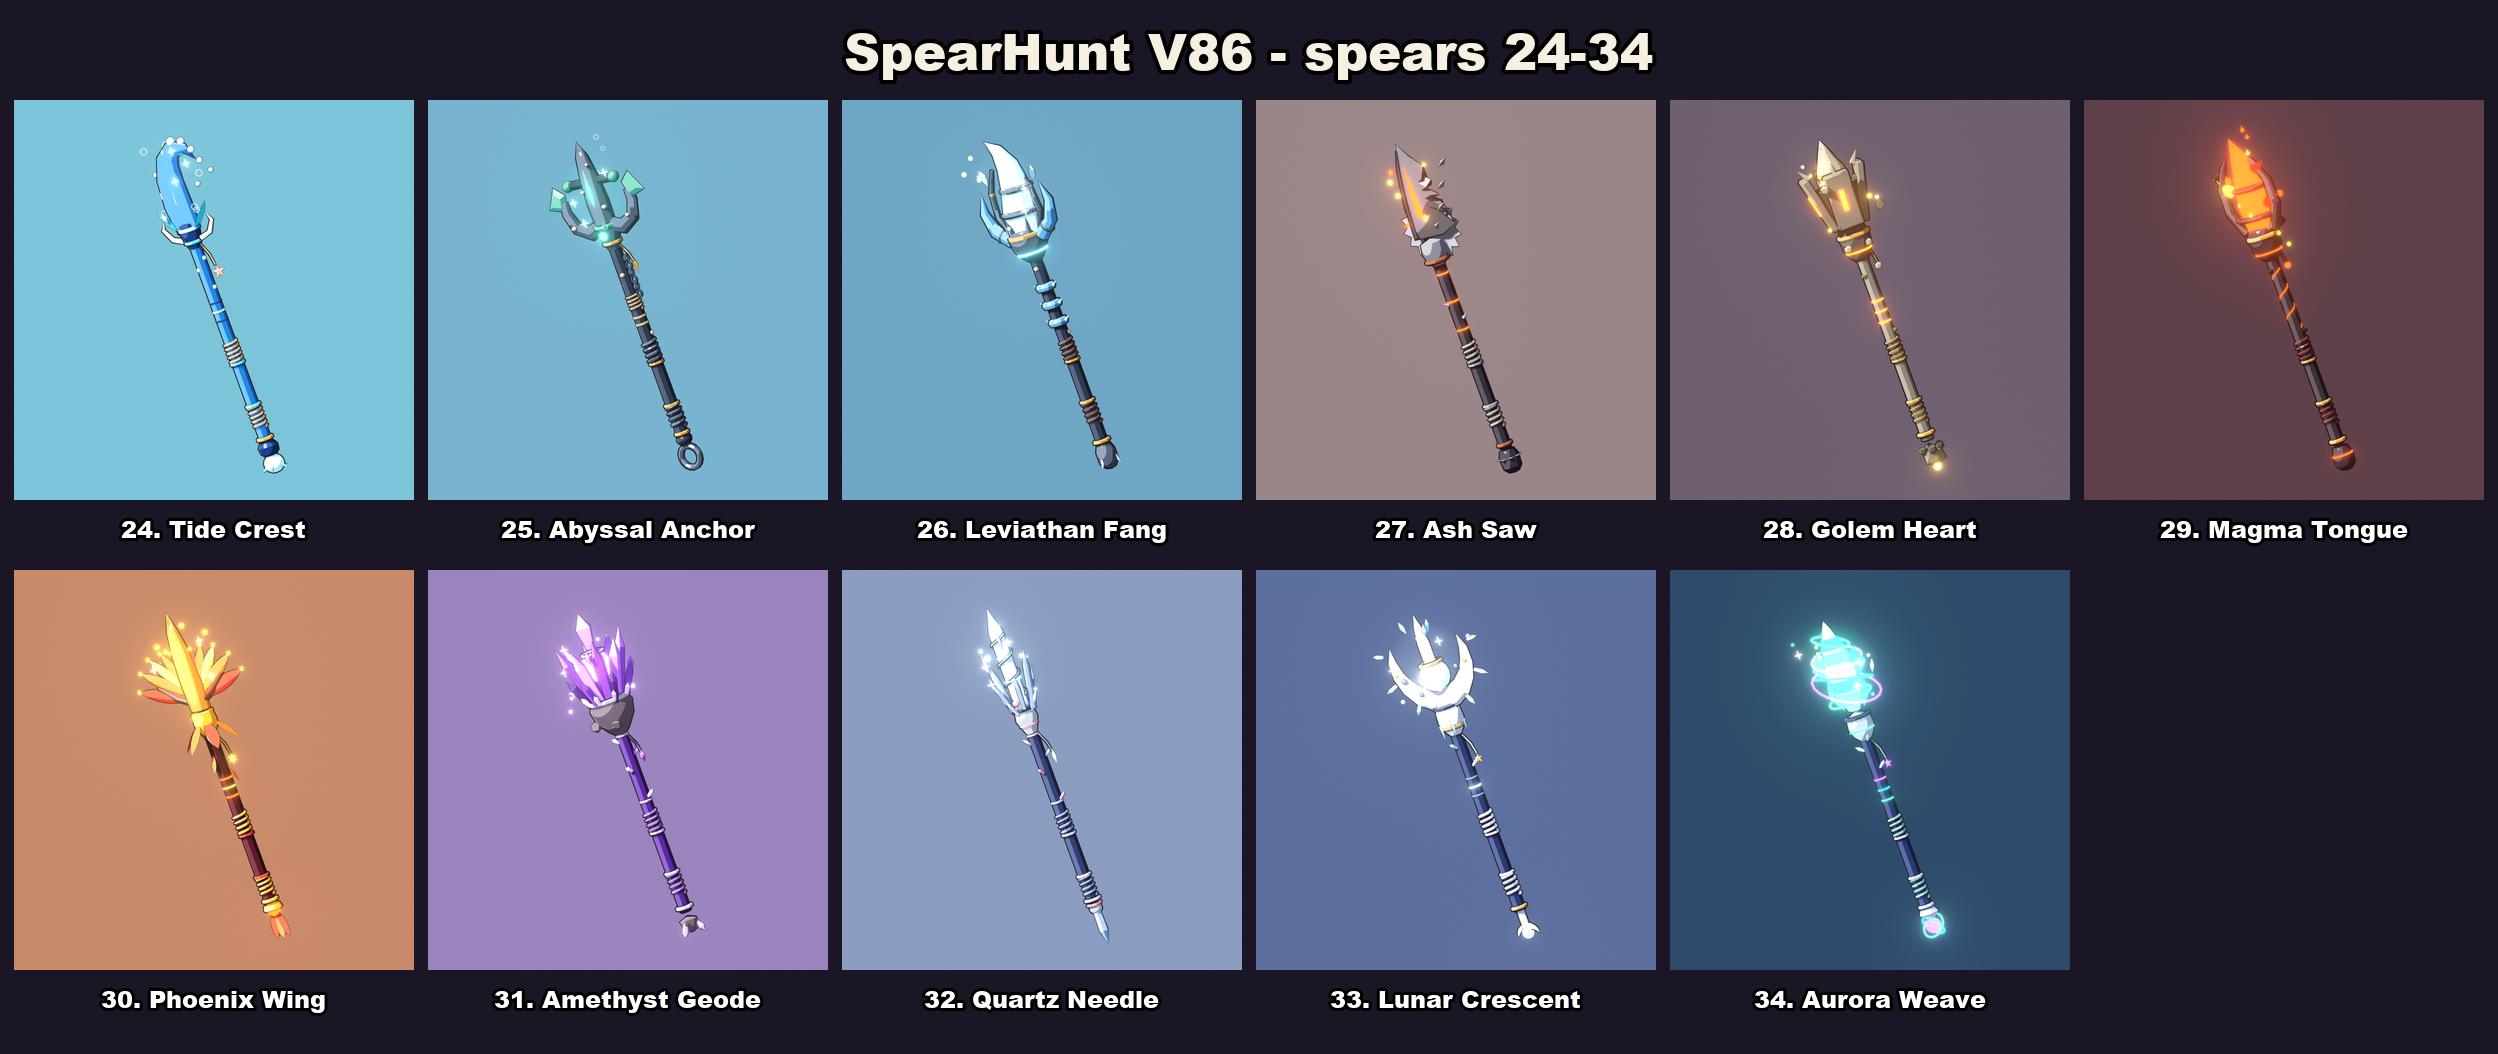 SpearHunt V86 - spears 24-34
24. Tide Crest
25. Abyssal Anchor
26. Leviathan Fang
27. Ash Saw
28. Golem Heart
29. Magma Tongue
30. Phoenix Wing
31. Amethyst Geode
32. Quartz Needle
33. Lunar Crescent
34. Aurora Weave